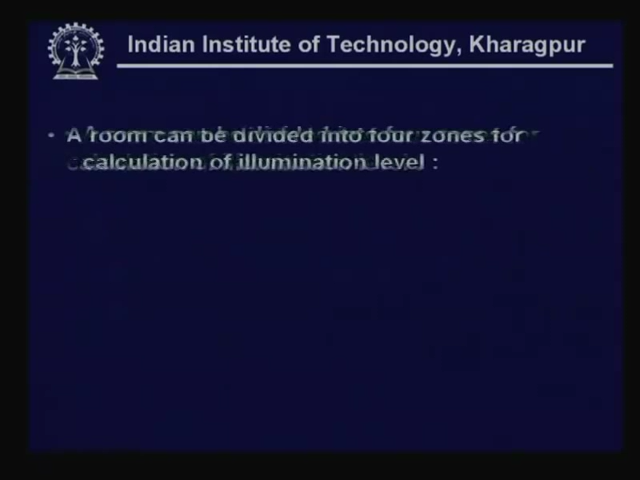 Indian Institute of Technology, Kharagpur
• A room can be divided into four zones for
calculation of illumination level :